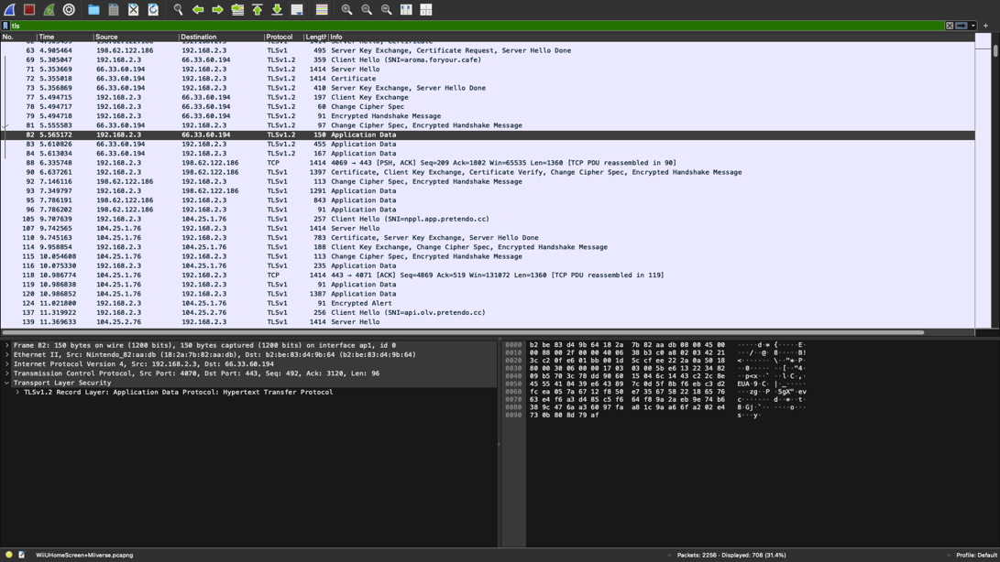 tls
No. Time Source Destination Protocol Length Info
63 4.905464 198.62.122.186 192.168.2.3 TLSv1 495 Server Key Exchange, Certificate Request, Server Hello Done
69 5.305047 192.168.2.3 66.33.60.194 TLSv1.2 359 Client Hello (SNI=aroma.foryour.cafe)
71 5.353669 66.33.60.194 192.168.2.3 TLSv1.2 1414 Server Hello
72 5.355018 66.33.60.194 192.168.2.3 TLSv1.2 1414 Certificate
73 5.356869 66.33.60.194 192.168.2.3 TLSv1.2 410 Server Key Exchange, Server Hello Done
77 5.494715 192.168.2.3 66.33.60.194 TLSv1.2 197 Client Key Exchange
78 5.494717 192.168.2.3 66.33.60.194 TLSv1.2 60 Change Cipher Spec
79 5.494718 192.168.2.3 66.33.60.194 TLSv1.2 91 Encrypted Handshake Message
81 5.555583 66.33.60.194 192.168.2.3 TLSv1.2 97 Change Cipher Spec, Encrypted Handshake Message
82 5.565172 192.168.2.3 66.33.60.194 TLSv1.2 150 Application Data
83 5.610826 66.33.60.194 192.168.2.3 TLSv1.2 455 Application Data
84 5.613034 66.33.60.194 192.168.2.3 TLSv1.2 167 Application Data
88 6.335748 192.168.2.3 198.62.122.186 TCP 1414 4069 → 443 [PSH, ACK] Seq=209 Ack=1802 Win=65535 Len=1360 [TCP PDU reassembled in 90]
90 6.637261 192.168.2.3 198.62.122.186 TLSv1 1397 Certificate, Client Key Exchange, Certificate Verify, Change Cipher Spec, Encrypted Handshake Message
92 7.146116 198.62.122.186 192.168.2.3 TLSv1 113 Change Cipher Spec, Encrypted Handshake Message
93 7.349797 192.168.2.3 198.62.122.186 TLSv1 1291 Application Data
95 7.786191 198.62.122.186 192.168.2.3 TLSv1 843 Application Data
96 7.786202 198.62.122.186 192.168.2.3 TLSv1 91 Application Data
105 9.707639 192.168.2.3 104.25.1.76 TLSv1 257 Client Hello (SNI=nppl.app.pretendo.cc)
107 9.742565 104.25.1.76 192.168.2.3 TLSv1 1414 Server Hello
110 9.745163 104.25.1.76 192.168.2.3 TLSv1 783 Certificate, Server Key Exchange, Server Hello Done
114 9.958854 192.168.2.3 104.25.1.76 TLSv1 188 Client Key Exchange, Change Cipher Spec, Encrypted Handshake Message
115 10.054608 104.25.1.76 192.168.2.3 TLSv1 113 Change Cipher Spec, Encrypted Handshake Message
116 10.075330 192.168.2.3 104.25.1.76 TLSv1 235 Application Data
118 10.986774 104.25.1.76 192.168.2.3 TCP 1414 443 → 4071 [ACK] Seq=4869 Ack=519 Win=131072 Len=1360 [TCP PDU reassembled in 119]
119 10.986838 104.25.1.76 192.168.2.3 TLSv1 91 Application Data
120 10.986852 104.25.1.76 192.168.2.3 TLSv1 1387 Application Data
124 11.021800 104.25.1.76 192.168.2.3 TLSv1 91 Encrypted Alert
137 11.319922 192.168.2.3 104.25.2.76 TLSv1 256 Client Hello (SNI=api.olv.pretendo.cc)
139 11.369633 104.25.2.76 192.168.2.3 TLSv1 1414 Server Hello
Frame 82: 150 bytes on wire (1200 bits), 150 bytes captured (1200 bits) on interface ap1, id 0
Ethernet II, Src: Nintendo_82:aa:db (18:2a:7b:82:aa:db), Dst: b2:be:83:d4:9b:64 (b2:be:83:d4:9b:64)
Internet Protocol Version 4, Src: 192.168.2.3, Dst: 66.33.60.194
Transmission Control Protocol, Src Port: 4070, Dst Port: 443, Seq: 492, Ack: 3120, Len: 96
Transport Layer Security
TLSv1.2 Record Layer: Application Data Protocol: Hypertext Transfer Protocol
0000 b2 be 83 d4 9b 64 18 2a 7b 82 aa db 08 00 45 00 ·····d·* {·····E·
0010 00 88 00 2f 00 00 40 06 38 b3 c0 a8 02 03 42 21 ···/··@· 8·····B!
0020 3c c2 0f e6 01 bb 00 1d 5c cf ee 22 2a 0a 50 18 <······· \··"*·P·
0030 80 00 30 06 00 00 17 03 03 00 5b e6 13 22 34 82 ··0····· ··[··"4·
0040 09 b5 70 3c 78 dd 90 60 15 04 6c 14 43 c2 2c 8e ··p<x··` ··l·C·,·
0050 45 55 41 84 39 e6 43 89 7c 0d 5f 8b f6 eb c3 d2 EUA·9·C· |·_·····
0060 fc ea 05 7a 67 12 f8 50 e7 35 67 58 22 18 65 76 ···zg··P ·5gX"·ev
0070 63 e4 f6 a3 d4 85 c5 f6 64 f8 9a 2a eb 9e 74 b6 c······· d··*··t·
0080 38 9c 47 6a a3 60 97 fa a8 1c 9a a6 6f a2 02 e4 8·Gj·`·· ····o···
0090 73 0b 80 8d 79 af s···y·
WiiUHomeScreen+Miiverse.pcapng
Packets: 2256 · Displayed: 708 (31.4%)
Profile: Default